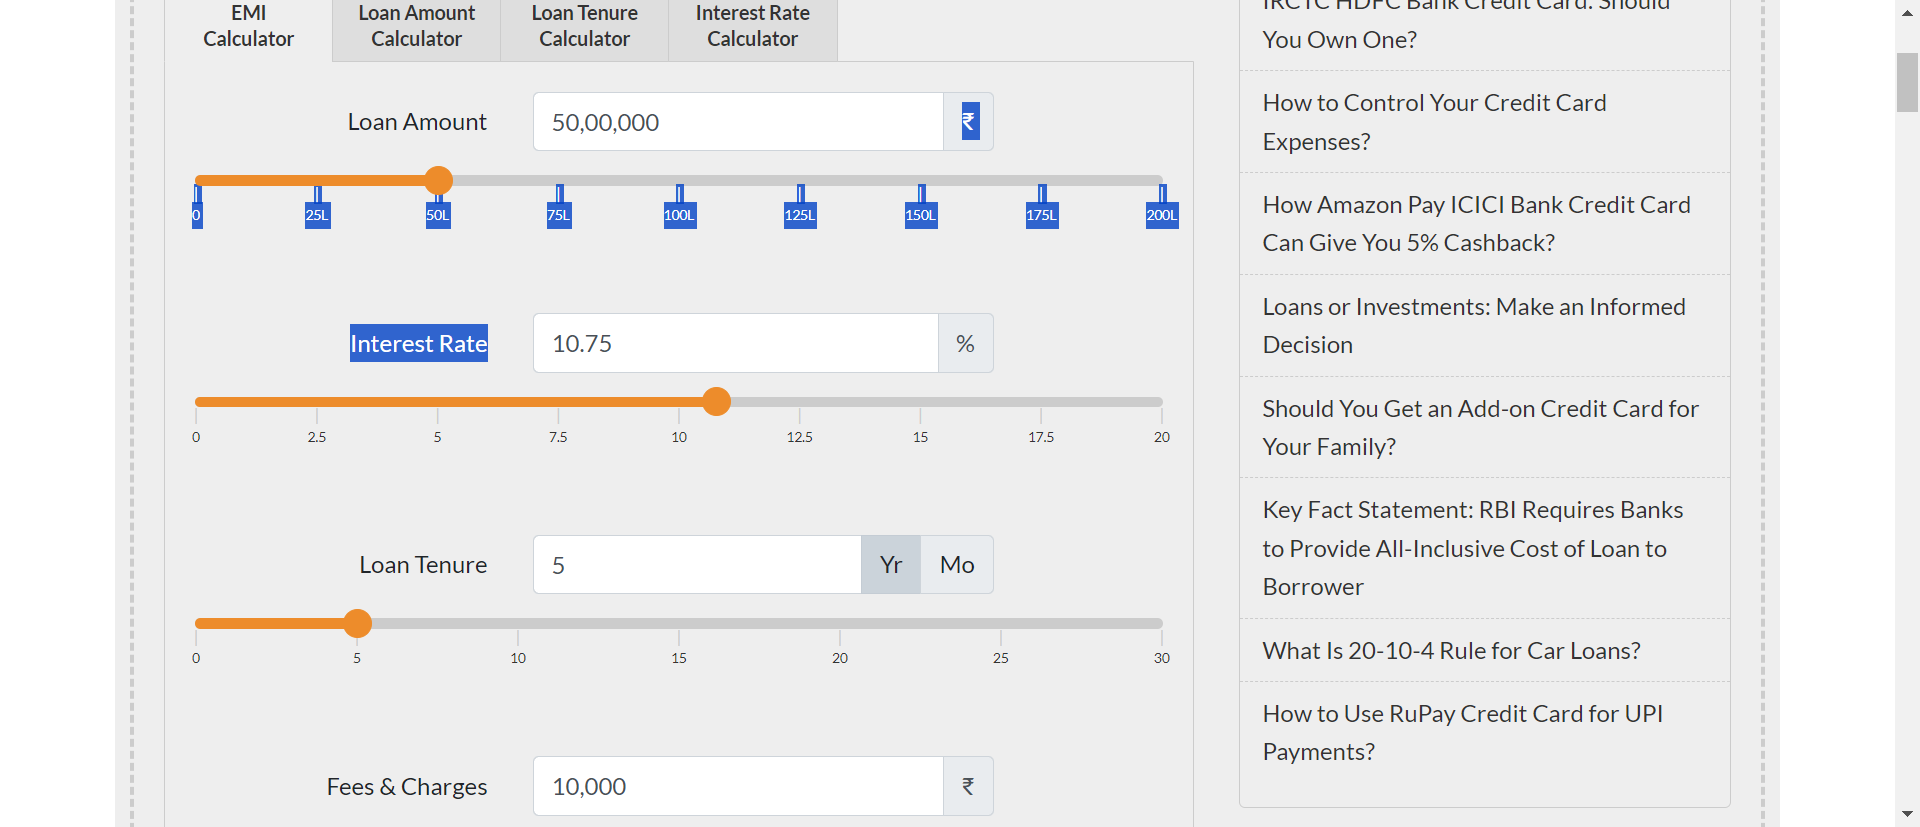 EMI
Calculator
Loan Amount
Calculator
Loan Tenure
Calculator
Interest Rate
Calculator
Loan Amount
50,00,000
₹
0 25L 50L 75L 100L 125L 150L 175L 200L
Interest Rate
10.75
%
0 2.5 5 7.5 10 12.5 15 17.5 20
Loan Tenure
5
Yr
Mo
0 5 10 15 20 25 30
Fees & Charges
10,000
₹
IRCTC HDFC Bank Credit Card: Should
You Own One?
How to Control Your Credit Card
Expenses?
How Amazon Pay ICICI Bank Credit Card
Can Give You 5% Cashback?
Loans or Investments: Make an Informed
Decision
Should You Get an Add-on Credit Card for
Your Family?
Key Fact Statement: RBI Requires Banks
to Provide All-Inclusive Cost of Loan to
Borrower
What Is 20-10-4 Rule for Car Loans?
How to Use RuPay Credit Card for UPI
Payments?